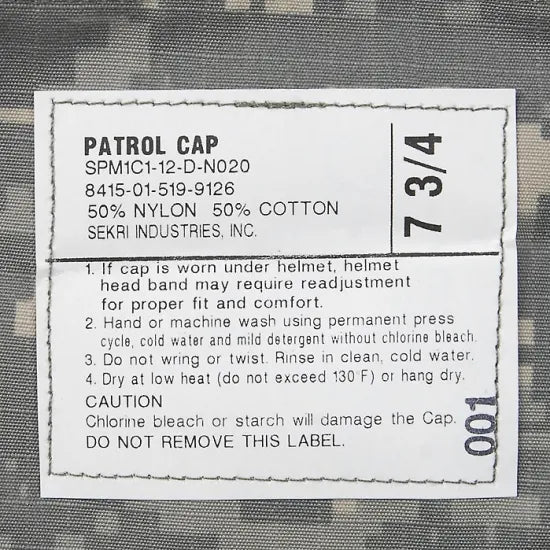 PATROL CAP
SPM1C1-12-D-N020
8415-01-519-9126
50% NYLON 50% COTTON
SEKRI INDUSTRIES, INC.
7 3/4
1. If cap is worn under helmet, helmet
head band may require readjustment
for proper fit and comfort.
2. Hand or machine wash using permanent press
cycle, cold water and mild detergent without chlorine bleach.
3. Do not wring or twist. Rinse in clean, cold water.
4. Dry at low heat (do not exceed 130°F) or hang dry.
CAUTION
Chlorine bleach or starch will damage the Cap.
DO NOT REMOVE THIS LABEL.
001